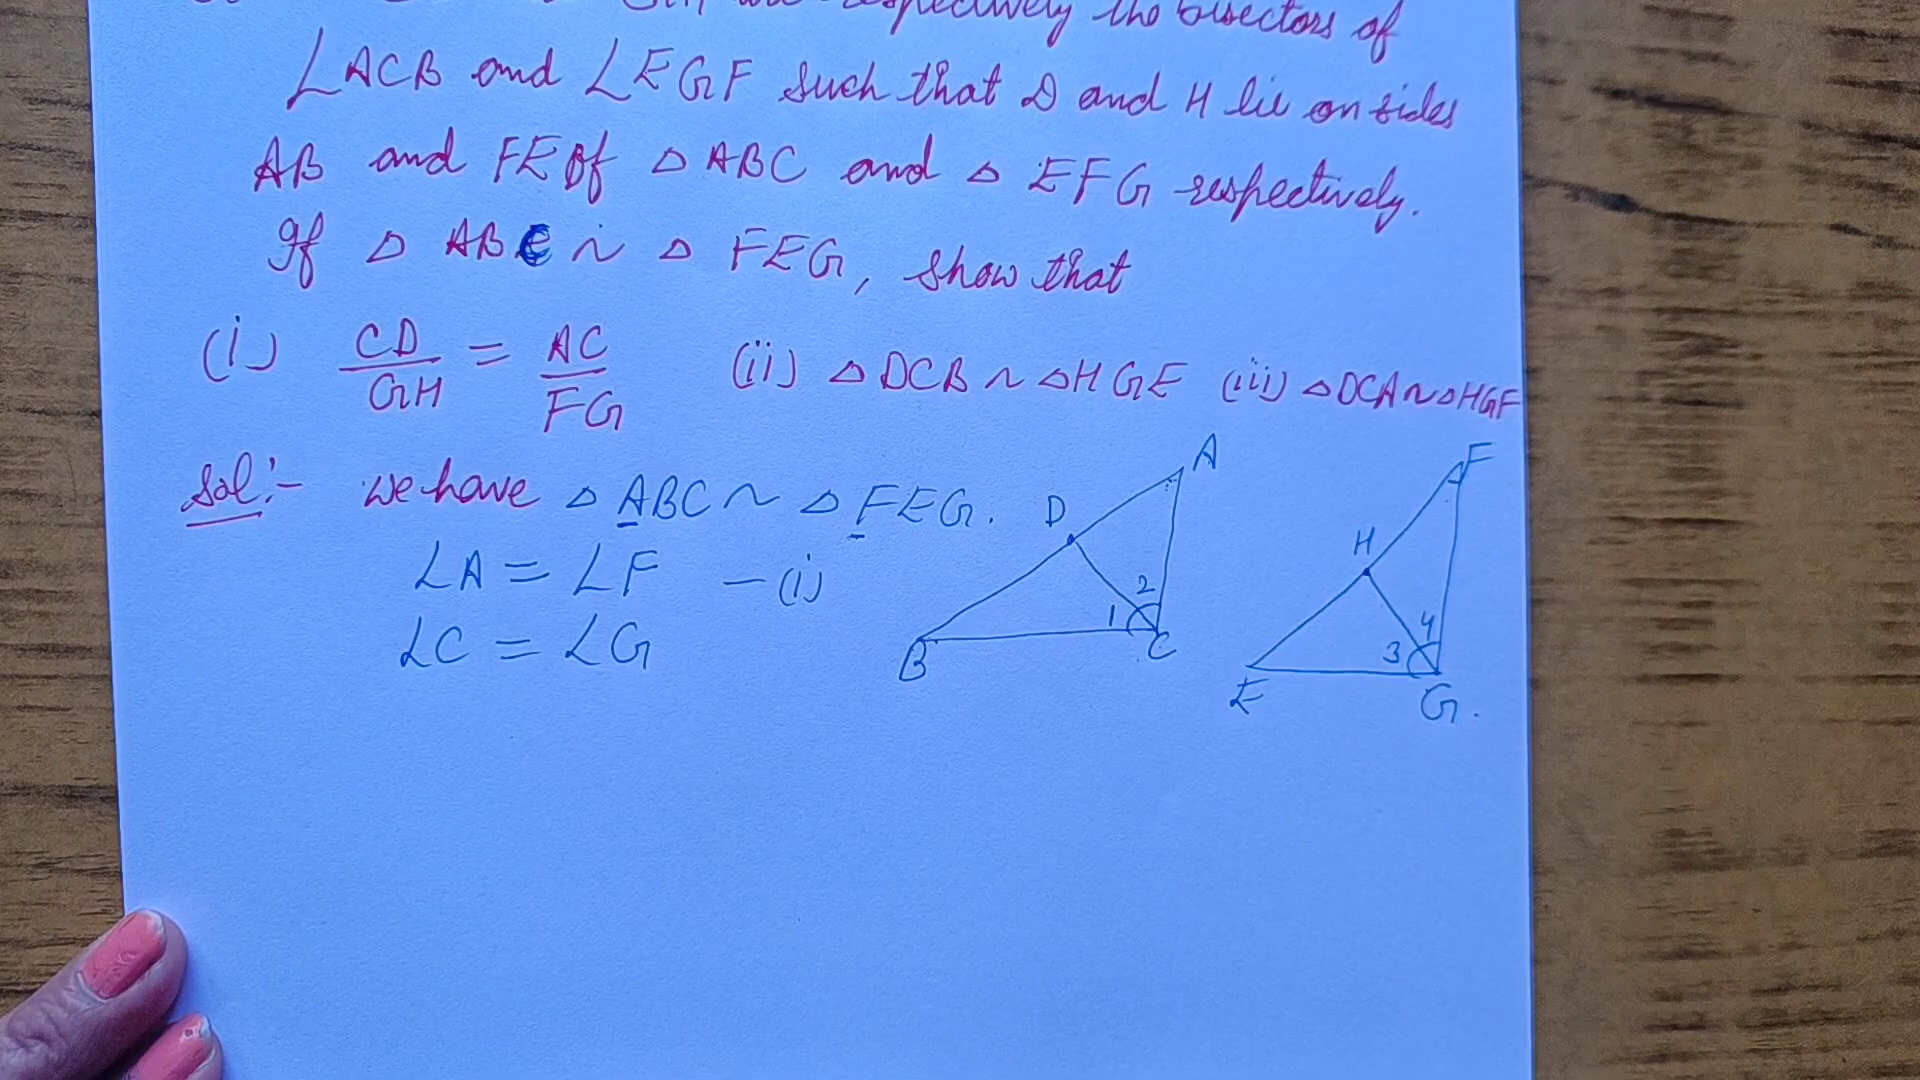 respectively the bisectors of
∠ACB and ∠EGF such that D and H lie on sides
AB and FE of △ ABC and △ EFG respectively.
If △ ABC ~ △ FEG, show that
(i) CD/GH = AC/FG (ii) △DCB ~ △HGE (iii) △DCA ~ △HGF
Sol:- We have △ABC ~ △FEG.
∠A = ∠F -(i)
∠C = ∠G
A
D
2
1
B
C
F
H
4
3
E
G.